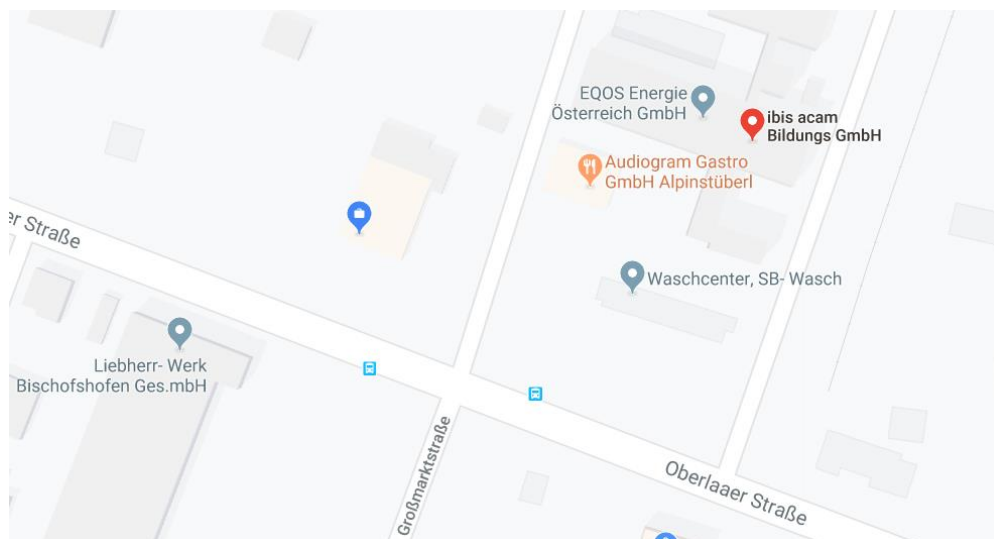 EQOS Energie
Österreich GmbH
ibis acam
Bildungs GmbH
Audiogram Gastro
GmbH Alpinstüberl
er Straße
Waschcenter, SB- Wasch
Liebherr- Werk
Bischofshofen Ges.mbH
Großmarktstraße
Oberlaaer Straße